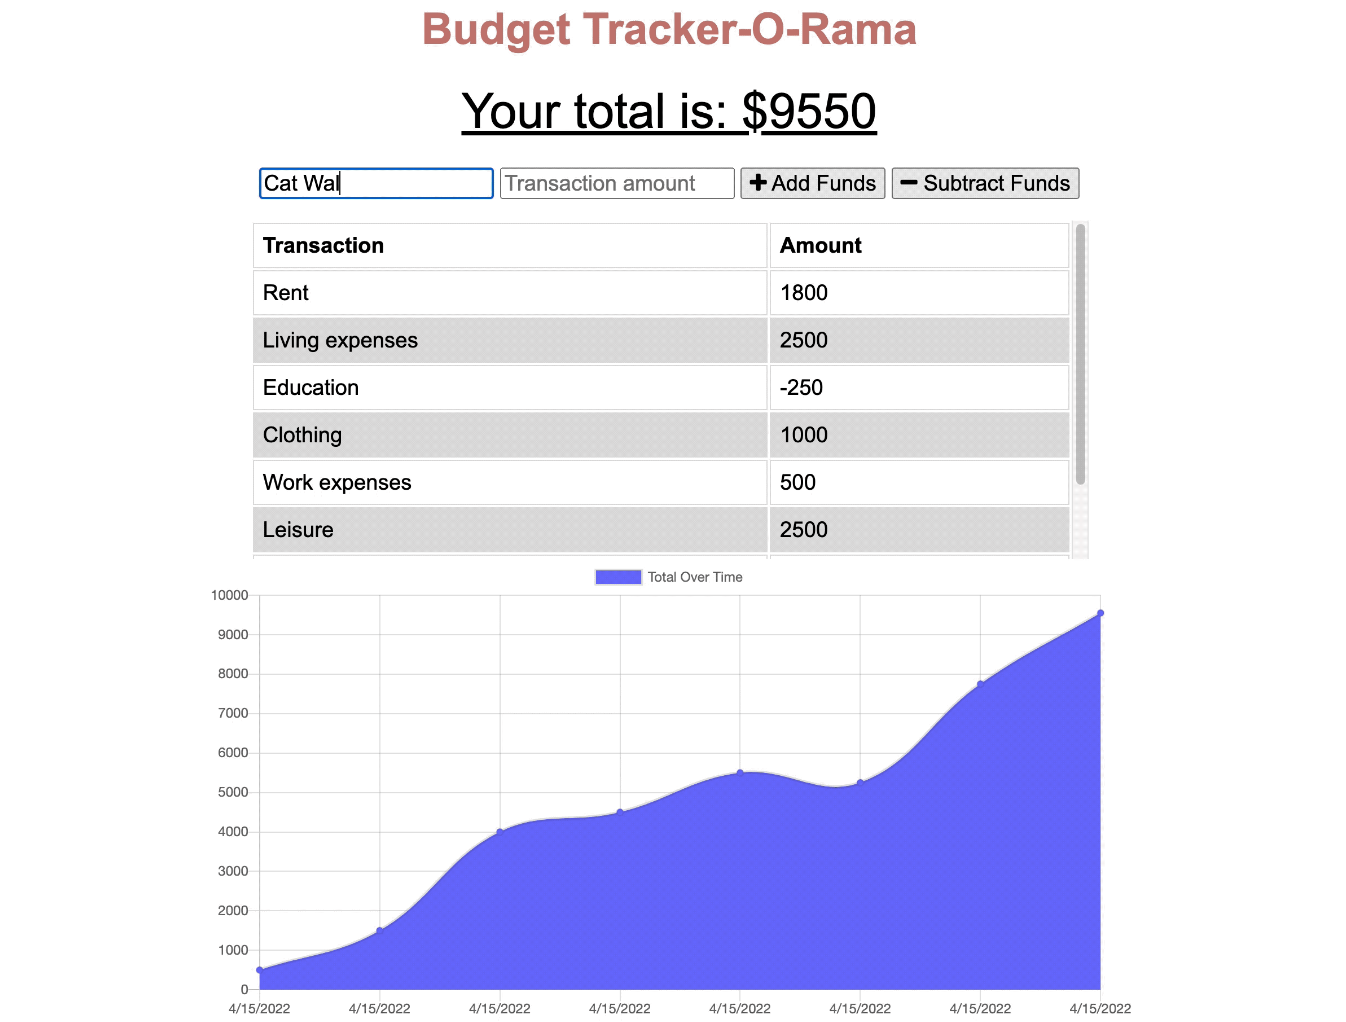 Budget Tracker-O-Rama
Your total is: $9550
Cat Wal Transaction amount Add Funds Subtract Funds
Transaction Amount
Rent 1800
Living expenses 2500
Education -250
Clothing 1000
Work expenses 500
Leisure 2500
Total Over Time
10000
9000
8000
7000
6000
5000
4000
3000
2000
1000
0
4/15/2022 4/15/2022 4/15/2022 4/15/2022 4/15/2022 4/15/2022 4/15/2022 4/15/2022